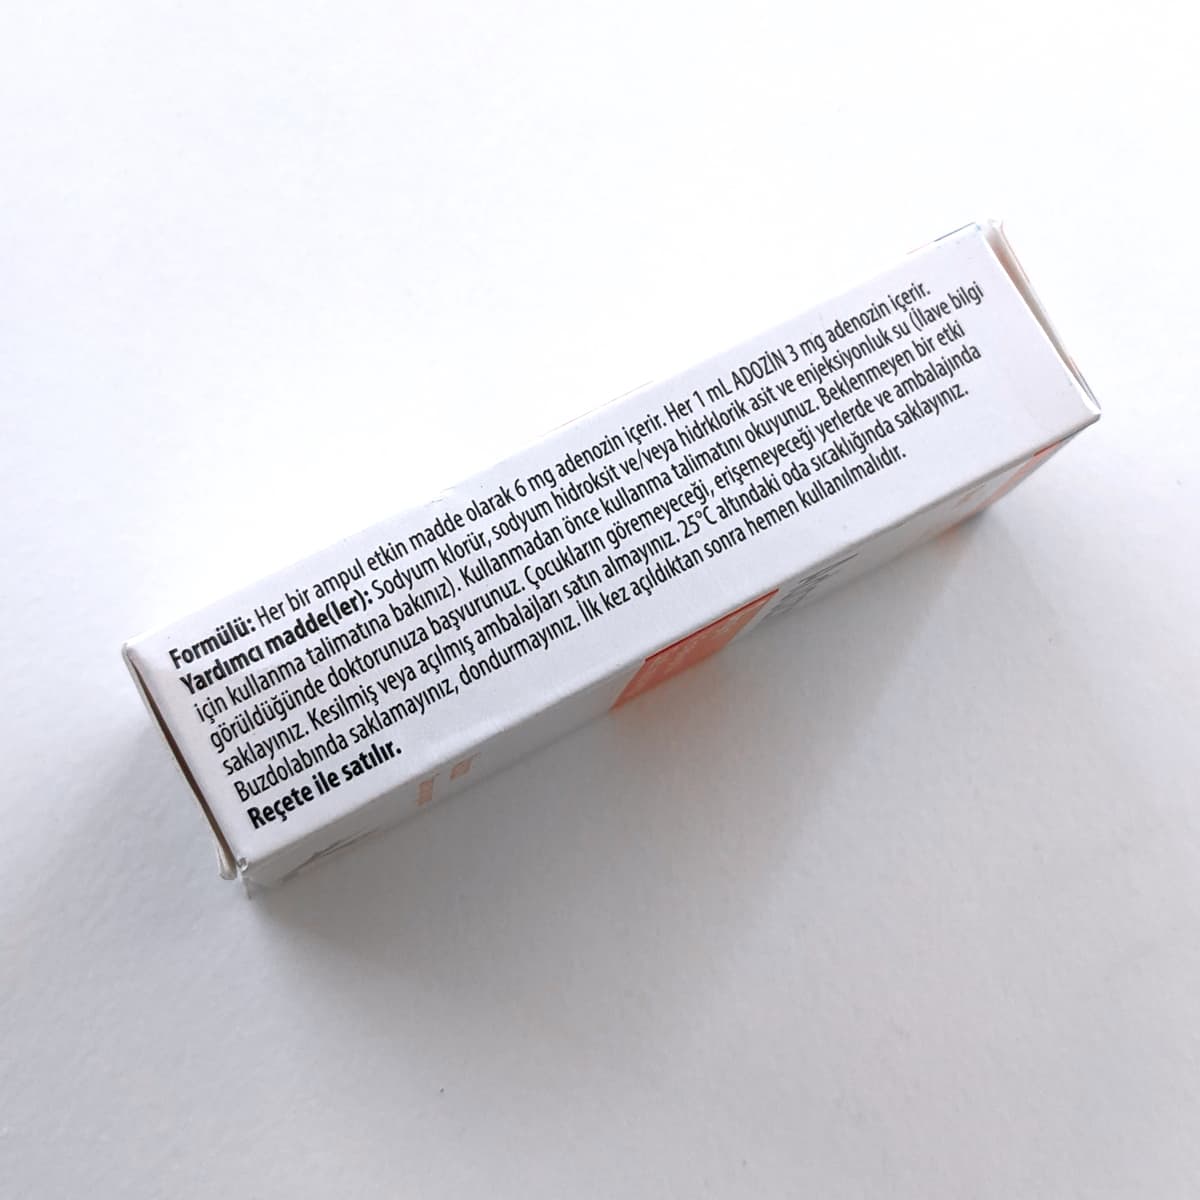 Formülü: Her bir ampul etkin madde olarak 6 mg adenozin içerir. Her 1 mL ADOZİN 3 mg adenozin içerir.
Yardımcı madde(ler): Sodyum klorür, sodyum hidroksit ve/veya hidrklorik asit ve enjeksiyonluk su (İlave bilgi
için kullanma talimatına bakınız). Kullanmadan önce kullanma talimatını okuyunuz. Beklenmeyen bir etki
görüldüğünde doktorunuza başvurunuz. Çocukların göremeyeceği, erişemeyeceği yerlerde ve ambalajında
saklayınız. Kesilmiş veya açılmış ambalajları satın almayınız. 25°C altındaki oda sıcaklığında saklayınız.
Buzdolabında saklamayınız, dondurmayınız. İlk kez açıldıktan sonra hemen kullanılmalıdır.
Reçete ile satılır.